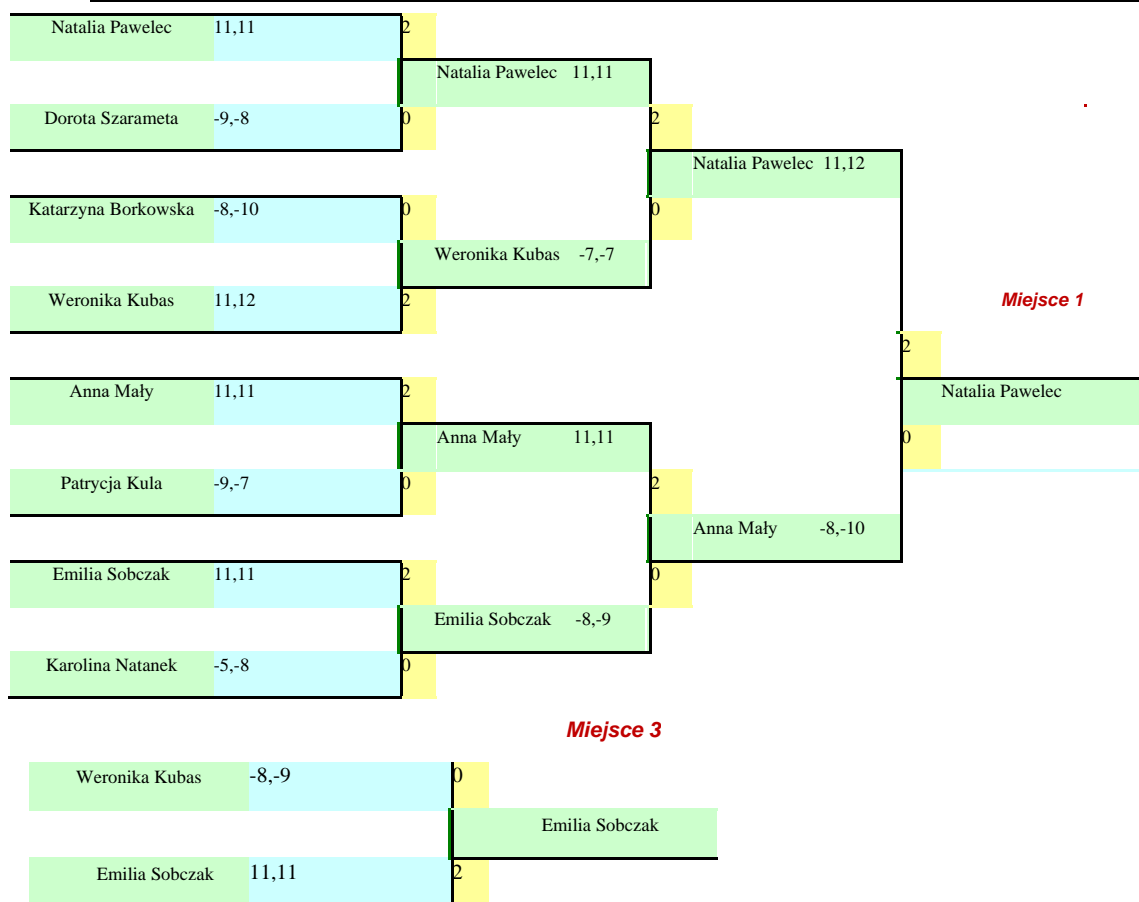 Natalia Pawelec 11,11 2
Natalia Pawelec 11,11
Dorota Szarameta -9,-8 0 2
Natalia Pawelec 11,12
Katarzyna Borkowska -8,-10 0 0
Weronika Kubas -7,-7
Weronika Kubas 11,12 2 Miejsce 1
2
Anna Mały 11,11 2 Natalia Pawelec
Anna Mały 11,11 0
Patrycja Kula -9,-7 0 2
Anna Mały -8,-10
Emilia Sobczak 11,11 2 0
Emilia Sobczak -8,-9
Karolina Natanek -5,-8 0
Miejsce 3
Weronika Kubas -8,-9 0
Emilia Sobczak
Emilia Sobczak 11,11 2